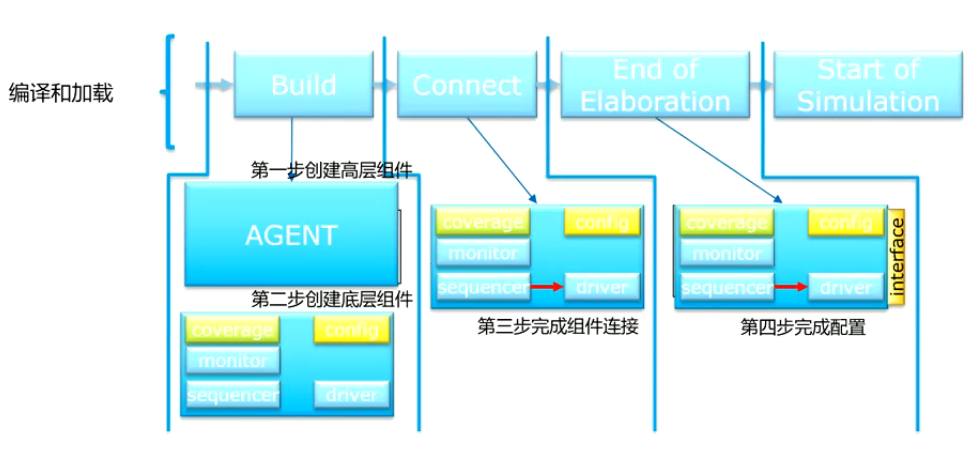 编译和加载
Build
Connect
End of
Elaboration
Start of
Simulation
第一步创建高层组件
AGENT
第二步创建底层组件
coverage
config
monitor
sequencer
driver
coverage
config
monitor
sequencer
driver
第三步完成组件连接
coverage
config
monitor
sequencer
driver
interface
第四步完成配置